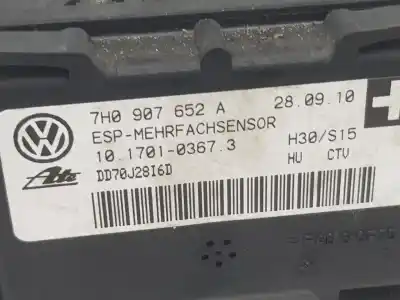 7H0 907 652 A 28.09.10
ESP-MEHRFACHSENSOR
10.1701-0367.3 H30/S15
DD70J28I6D HU CTV
Ate